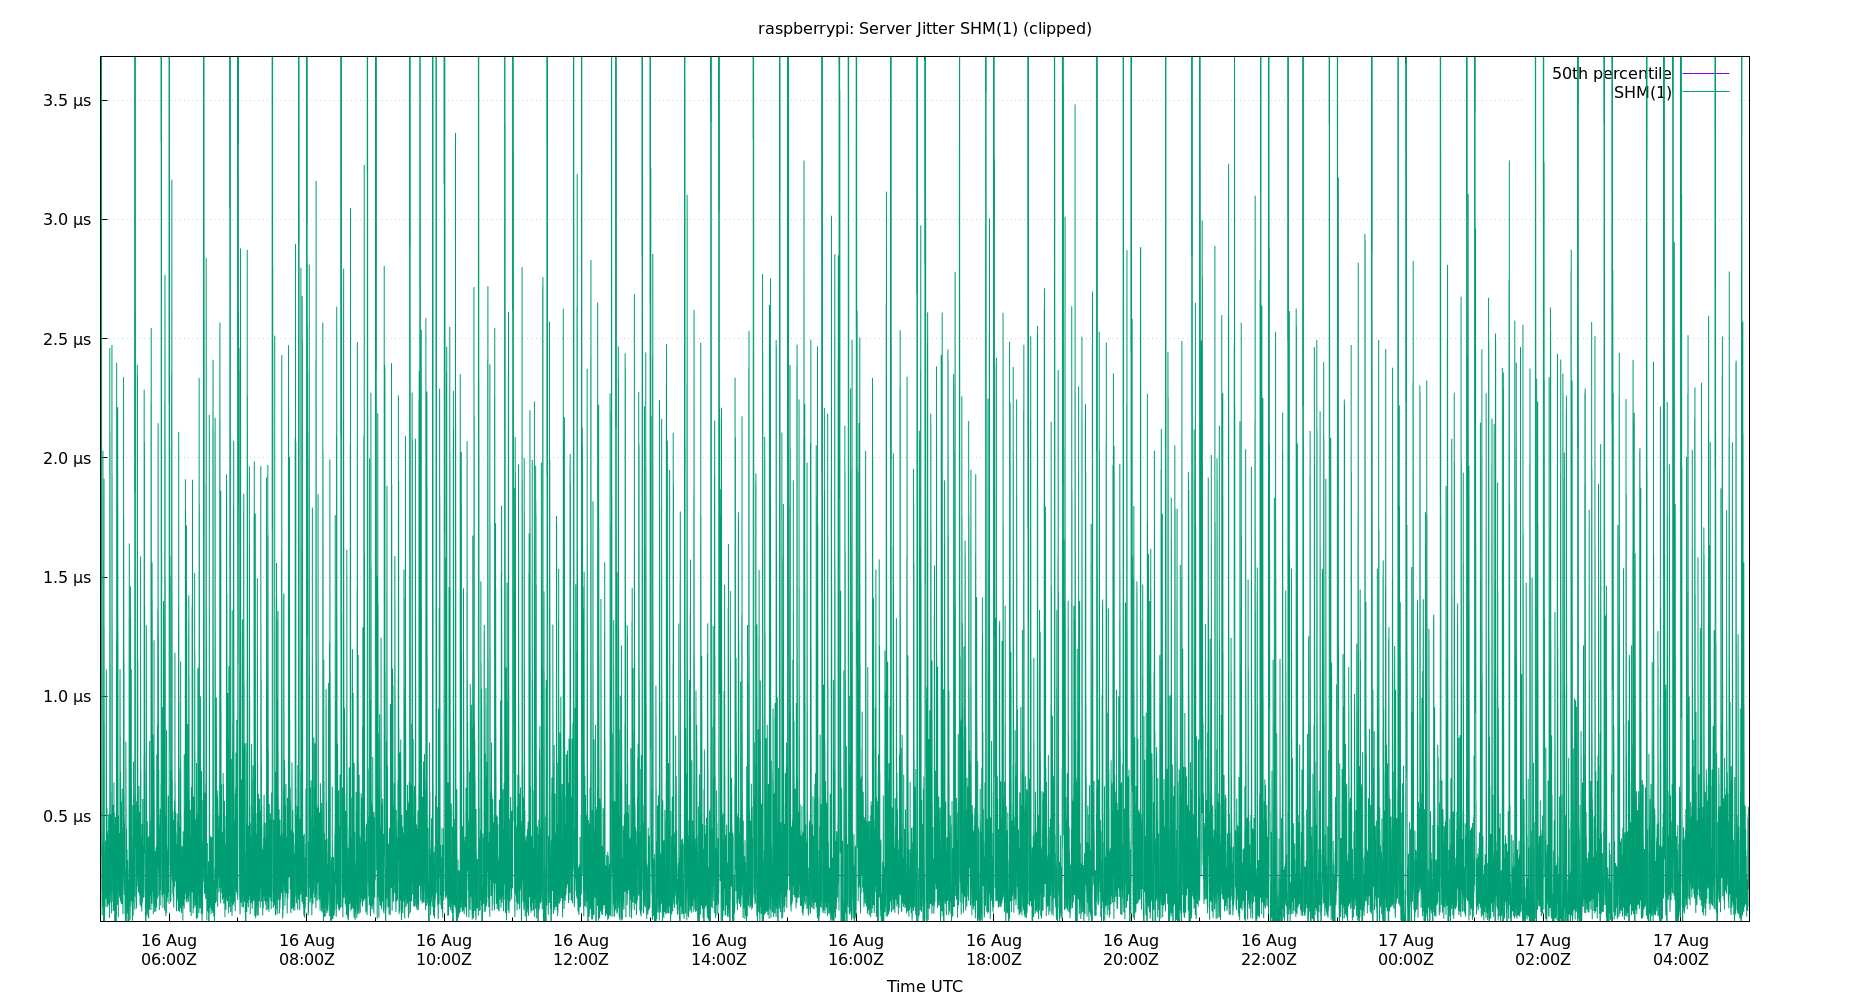 raspberrypi: Server Jitter SHM(1) (clipped)
50th percentile
SHM(1)
3.5 μs
3.0 μs
2.5 μs
2.0 μs
1.5 μs
1.0 μs
0.5 μs
16 Aug 16 Aug 16 Aug 16 Aug 16 Aug 16 Aug 16 Aug 16 Aug 16 Aug 17 Aug 17 Aug 17 Aug
06:00Z 08:00Z 10:00Z 12:00Z 14:00Z 16:00Z 18:00Z 20:00Z 22:00Z 00:00Z 02:00Z 04:00Z
Time UTC